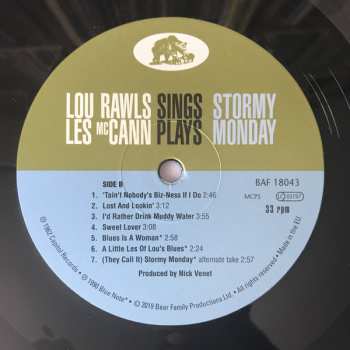 LOU RAWLS SINGS STORMY
LES McCANN PLAYS MONDAY
SIDE B
BAF 18043
1. 'Tain't Nobody's Biz-Ness If I Do 2:46
2. Lost And Lookin' 3:12
3. I'd Rather Drink Muddy Water 3:55
4. Sweet Lover 3:08
5. Blues Is A Woman* 2:58
6. A Little Les Of Lou's Blues* 2:24
7. (They Call It) Stormy Monday* alternate take 2:57
MCPS
33 rpm
Produced by Nick Venet
℗ 1962 Capitol Records • ℗ 1990 Blue Note* • © 2019 Bear Family Productions Ltd. • All rights reserved • Made in the EU